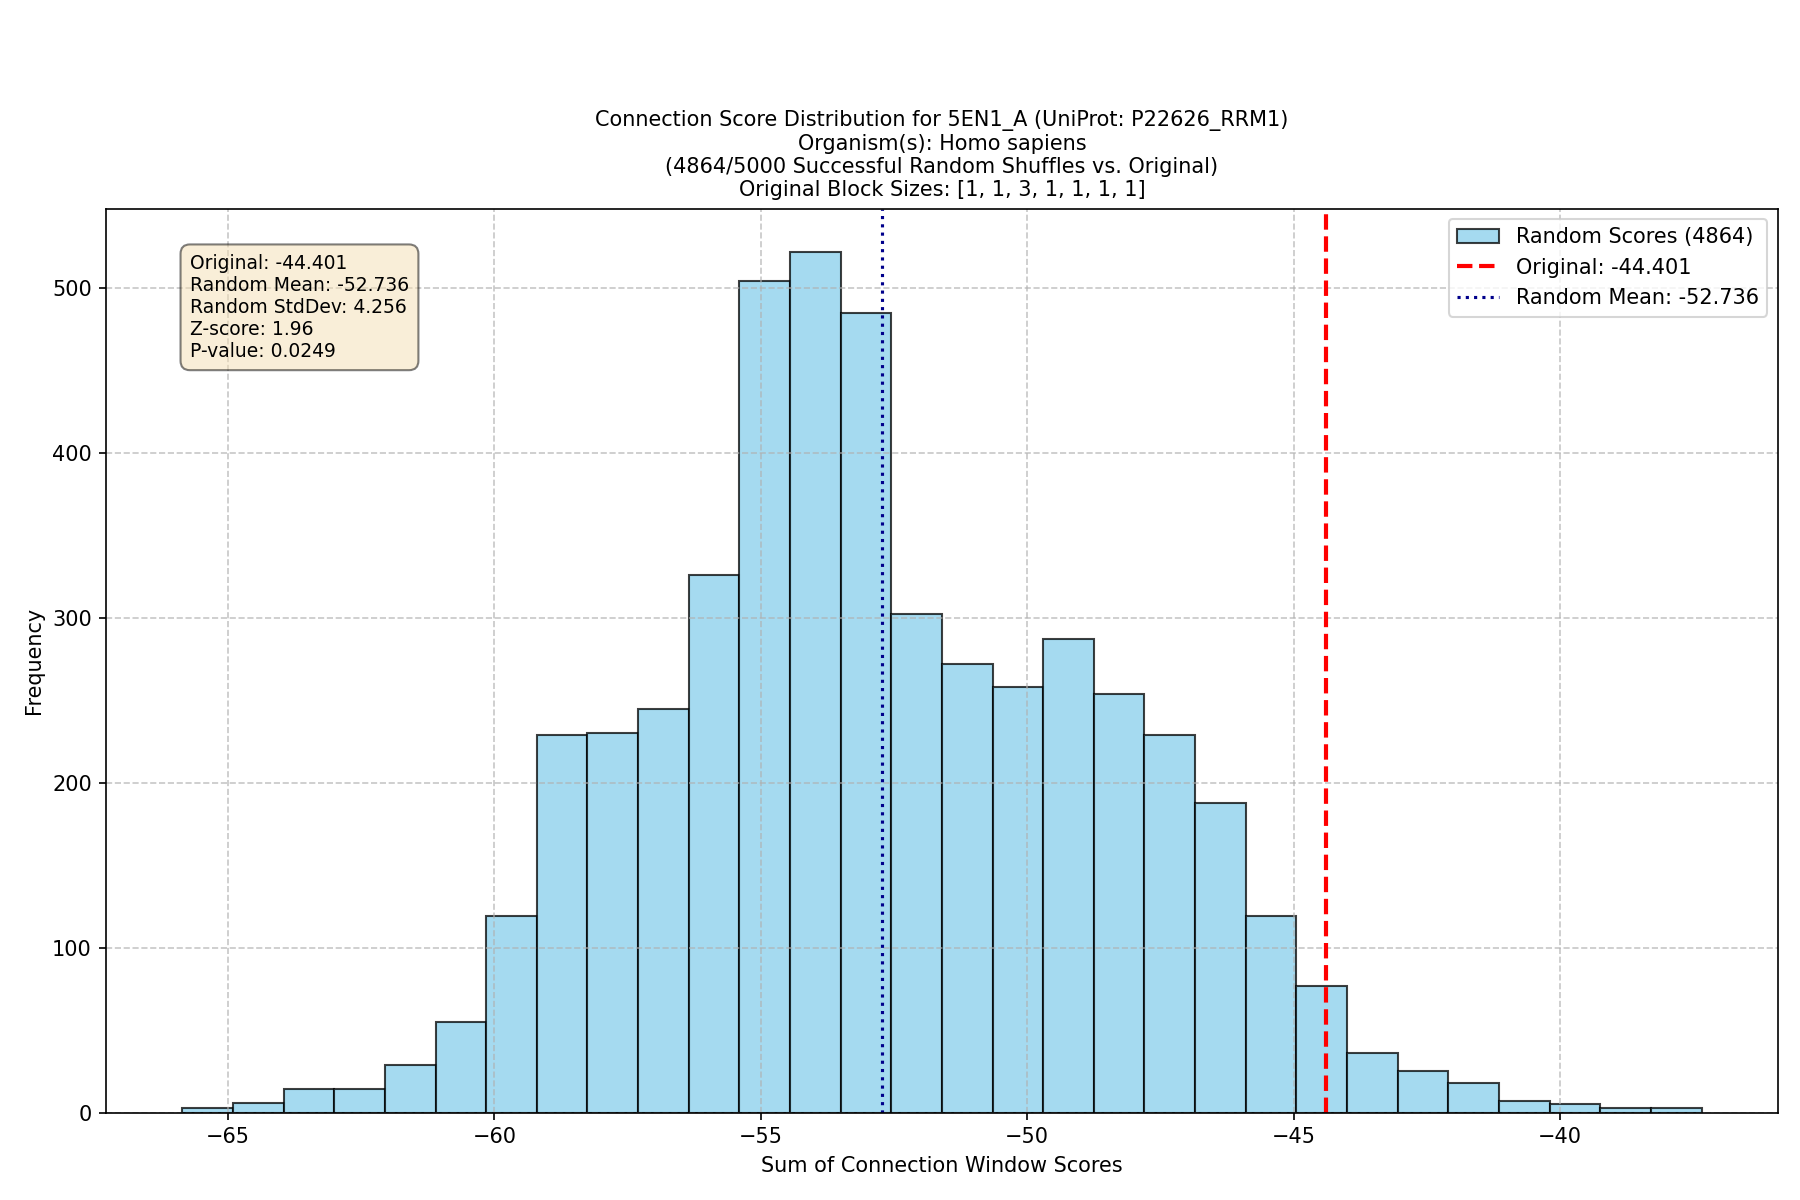 Connection Score Distribution for 5EN1_A (UniProt: P22626_RRM1)
Organism(s): Homo sapiens
(4864/5000 Successful Random Shuffles vs. Original)
Original Block Sizes: [1, 1, 3, 1, 1, 1, 1]
Original: -44.401
Random Mean: -52.736
Random StdDev: 4.256
Z-score: 1.96
P-value: 0.0249
Random Scores (4864)
Original: -44.401
Random Mean: -52.736
Frequency
500
400
300
200
100
0
−65
−60
−55
−50
−45
−40
Sum of Connection Window Scores